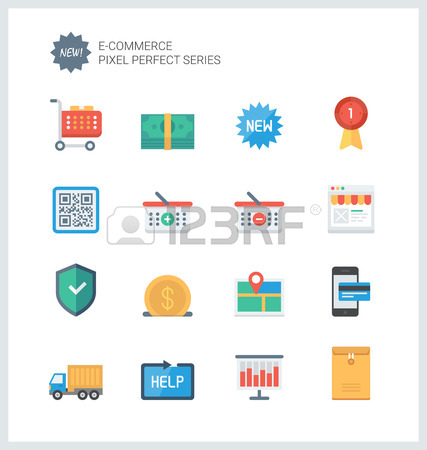 NEW!
E-COMMERCE
PIXEL PERFECT SERIES
NEW
1
123RF®
$
HELP